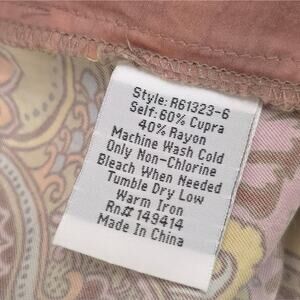 Style: R61323-6
Self: 60% Cupra
40% Rayon
Machine Wash Cold
Only Non-Chlorine
Bleach When Needed
Tumble Dry Low
Warm Iron
Rn# 149414
Made In China